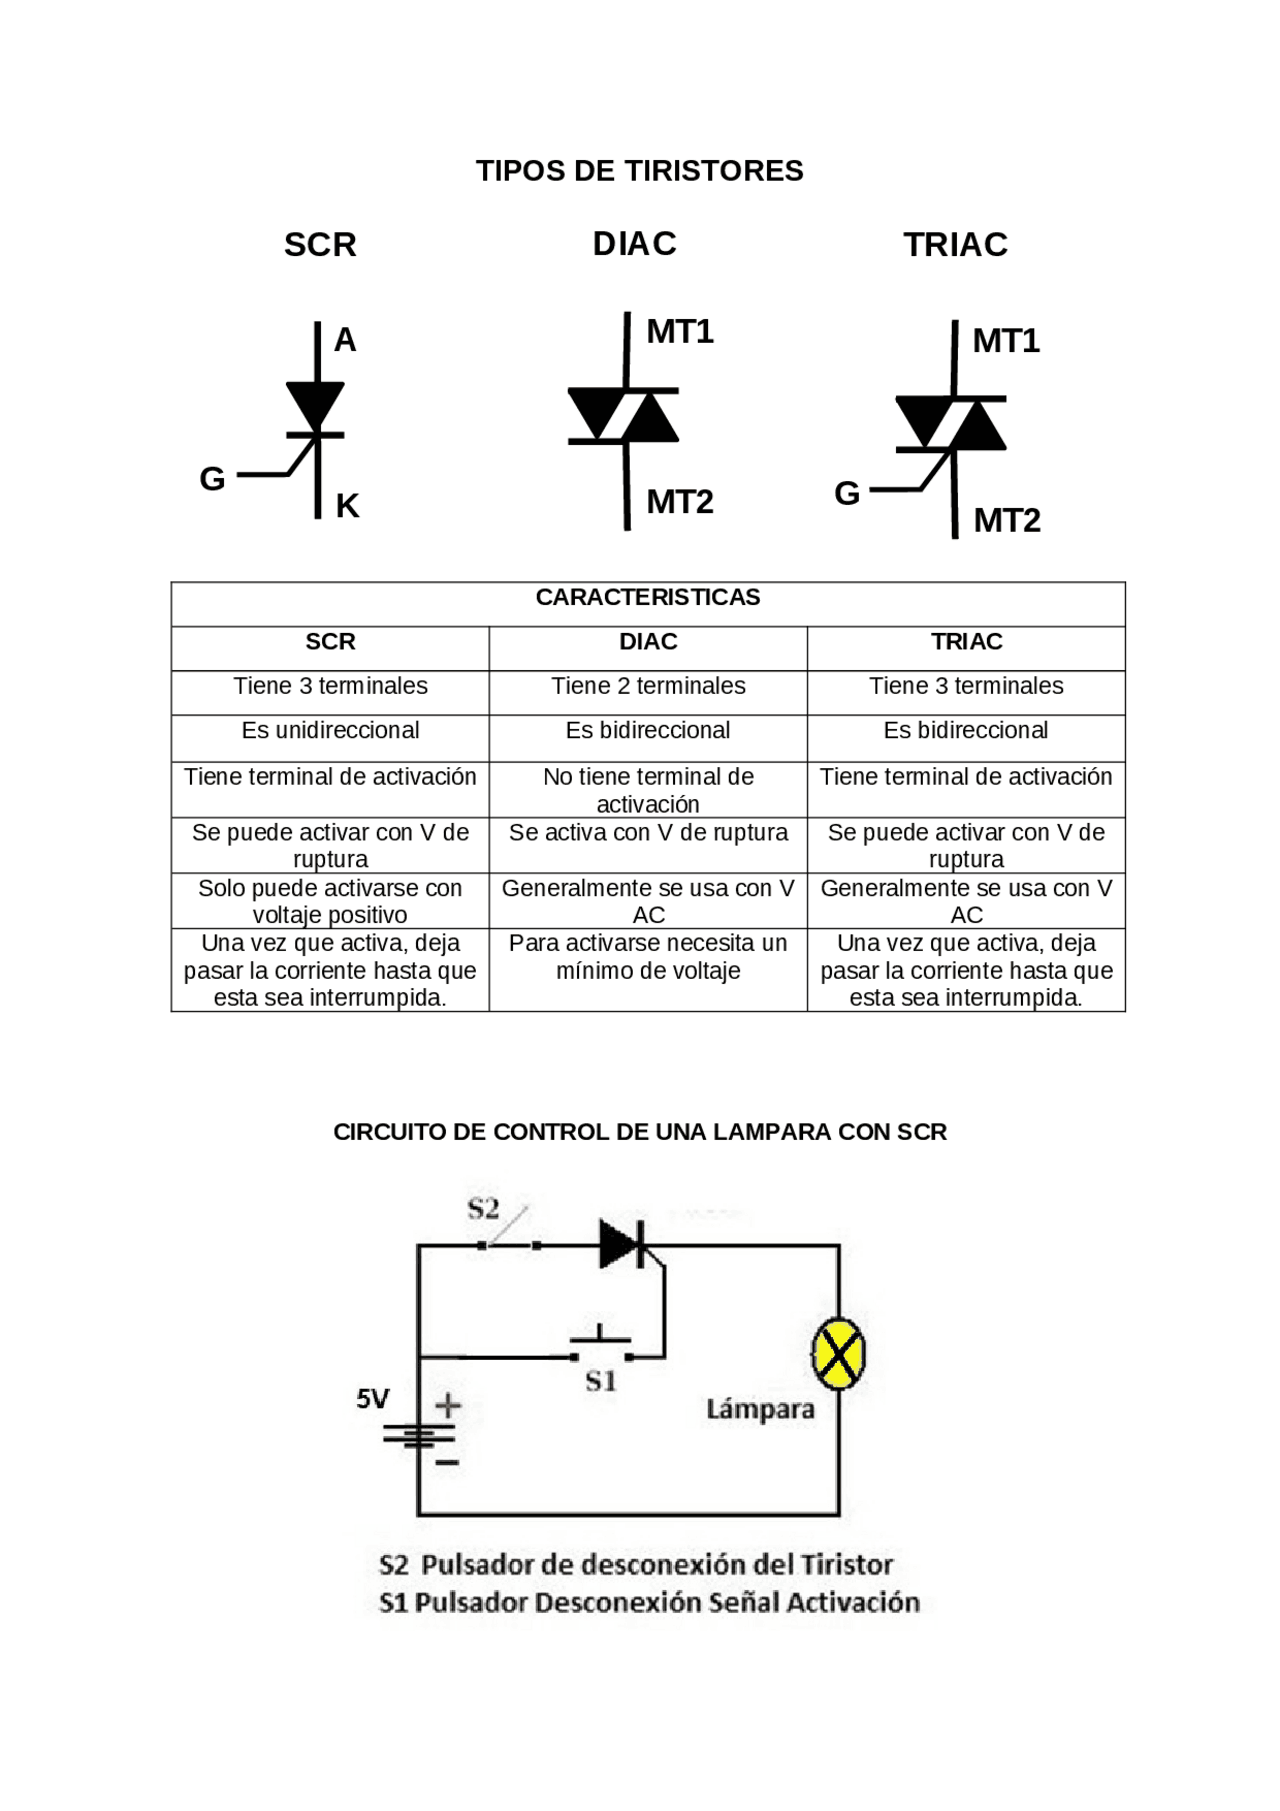 TIPOS DE TIRISTORES
SCR
DIAC
TRIAC
A
G
K
MT1
MT2
MT1
G
MT2
CARACTERISTICAS
SCR DIAC TRIAC
Tiene 3 terminales Tiene 2 terminales Tiene 3 terminales
Es unidireccional Es bidireccional Es bidireccional
Tiene terminal de activación
No tiene terminal de
activación
Tiene terminal de activación
Se puede activar con V de
ruptura
Se activa con V de ruptura
Se puede activar con V de
ruptura
Solo puede activarse con
voltaje positivo
Generalmente se usa con V
AC
Generalmente se usa con V
AC
Una vez que activa, deja
pasar la corriente hasta que
esta sea interrumpida.
Para activarse necesita un
mínimo de voltaje
Una vez que activa, deja
pasar la corriente hasta que
esta sea interrumpida.
CIRCUITO DE CONTROL DE UNA LAMPARA CON SCR
S2
S1
5V
+
−
Lámpara
S2 Pulsador de desconexión del Tiristor
S1 Pulsador Desconexión Señal Activación